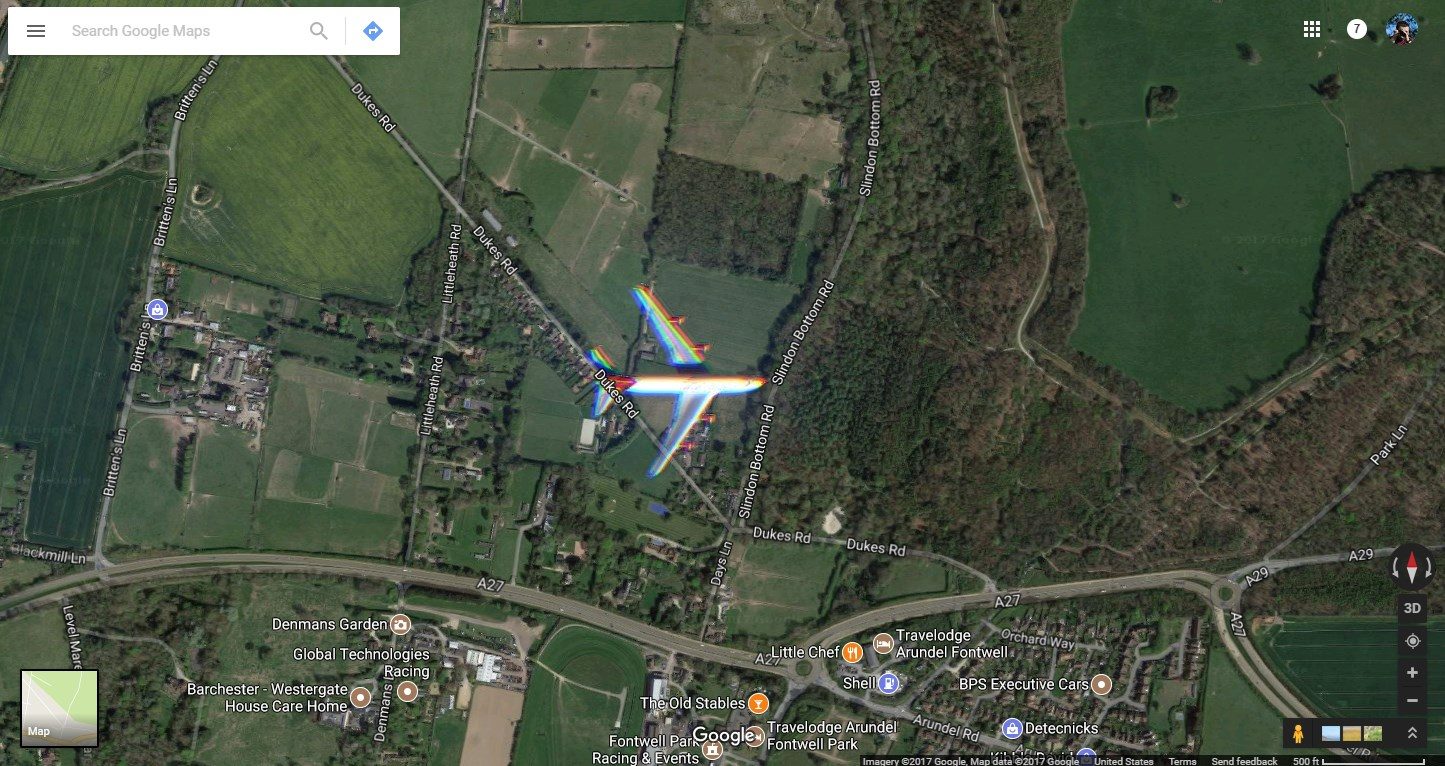 Search Google Maps
7
Britten's Ln
Dukes Rd
Slindon Bottom Rd
Britten's Ln
Dukes Rd
Littleheath Rd
Slindon Bottom Rd
Britten's Ln
Dukes Rd
Littleheath Rd
Slindon Bottom Rd
Park Ln
Britten's Ln
Dukes Rd
Dukes Rd
Blackmill Ln
A29
Days Ln
A29
A27
A27
A27
3D
Denmans Garden
Orchard Way
Travelodge
Arundel Fontwell
Little Chef
A27
Global Technologies
Racing
Shell
BPS Executive Cars
Barchester - Westergate
House Care Home
The Old Stables
Arundel Rd
Detecnicks
Travelodge Arundel
Fontwell Park
Google
Map
Fontwell Park
Racing & Events
Imagery ©2017 Google, Map data ©2017 Google
United States
Terms
Send feedback
500 ft